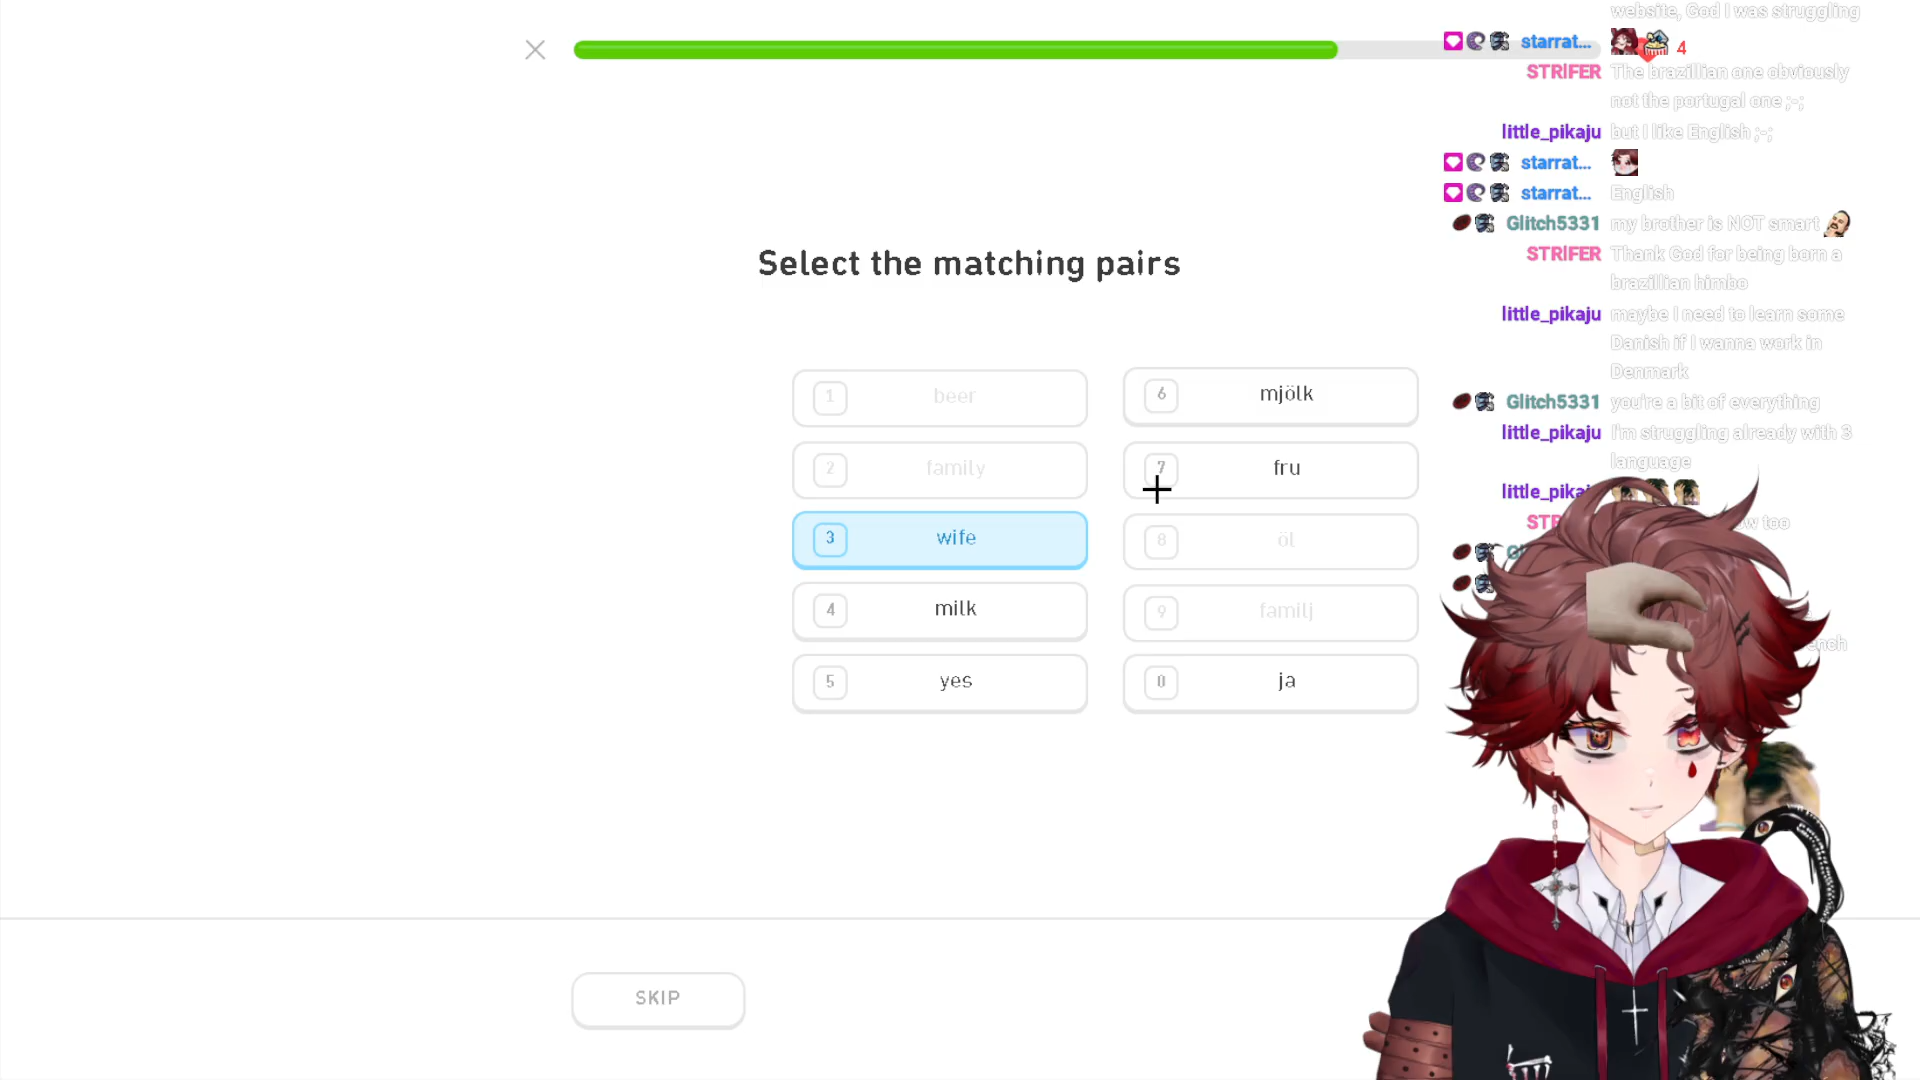 Select the matching pairs
1 beer
6 mjölk
2 family
7 fru
3 wife
8 öl
4 milk
9 familj
5 yes
0 ja
SKIP
website, God I was struggling
starrat... 4
STRIFER The brazillian one obviously
not the portugal one ;-;
little_pikaju but I like English ;-;
starrat...
starrat... English
Glitch5331 my brother is NOT smart
STRIFER Thank God for being born a
brazillian himbo
little_pikaju maybe I need to learn some
Danish if I wanna work in
Denmark
Glitch5331 you're a bit of everything
little_pikaju I'm struggling already with 3
language
too